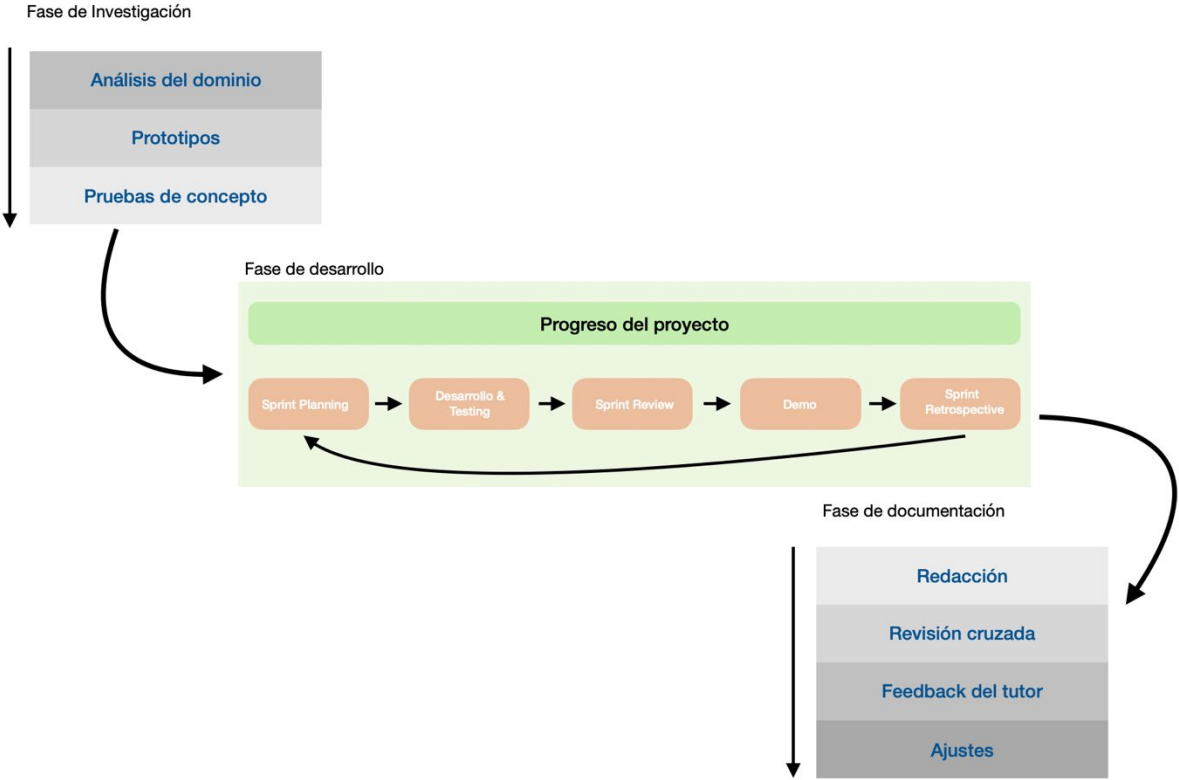 Fase de Investigación
Análisis del dominio
Prototipos
Pruebas de concepto
Fase de desarrollo
Progreso del proyecto
Sprint Planning
Desarrollo &
Testing
Sprint Review
Demo
Sprint
Retrospective
Fase de documentación
Redacción
Revisión cruzada
Feedback del tutor
Ajustes